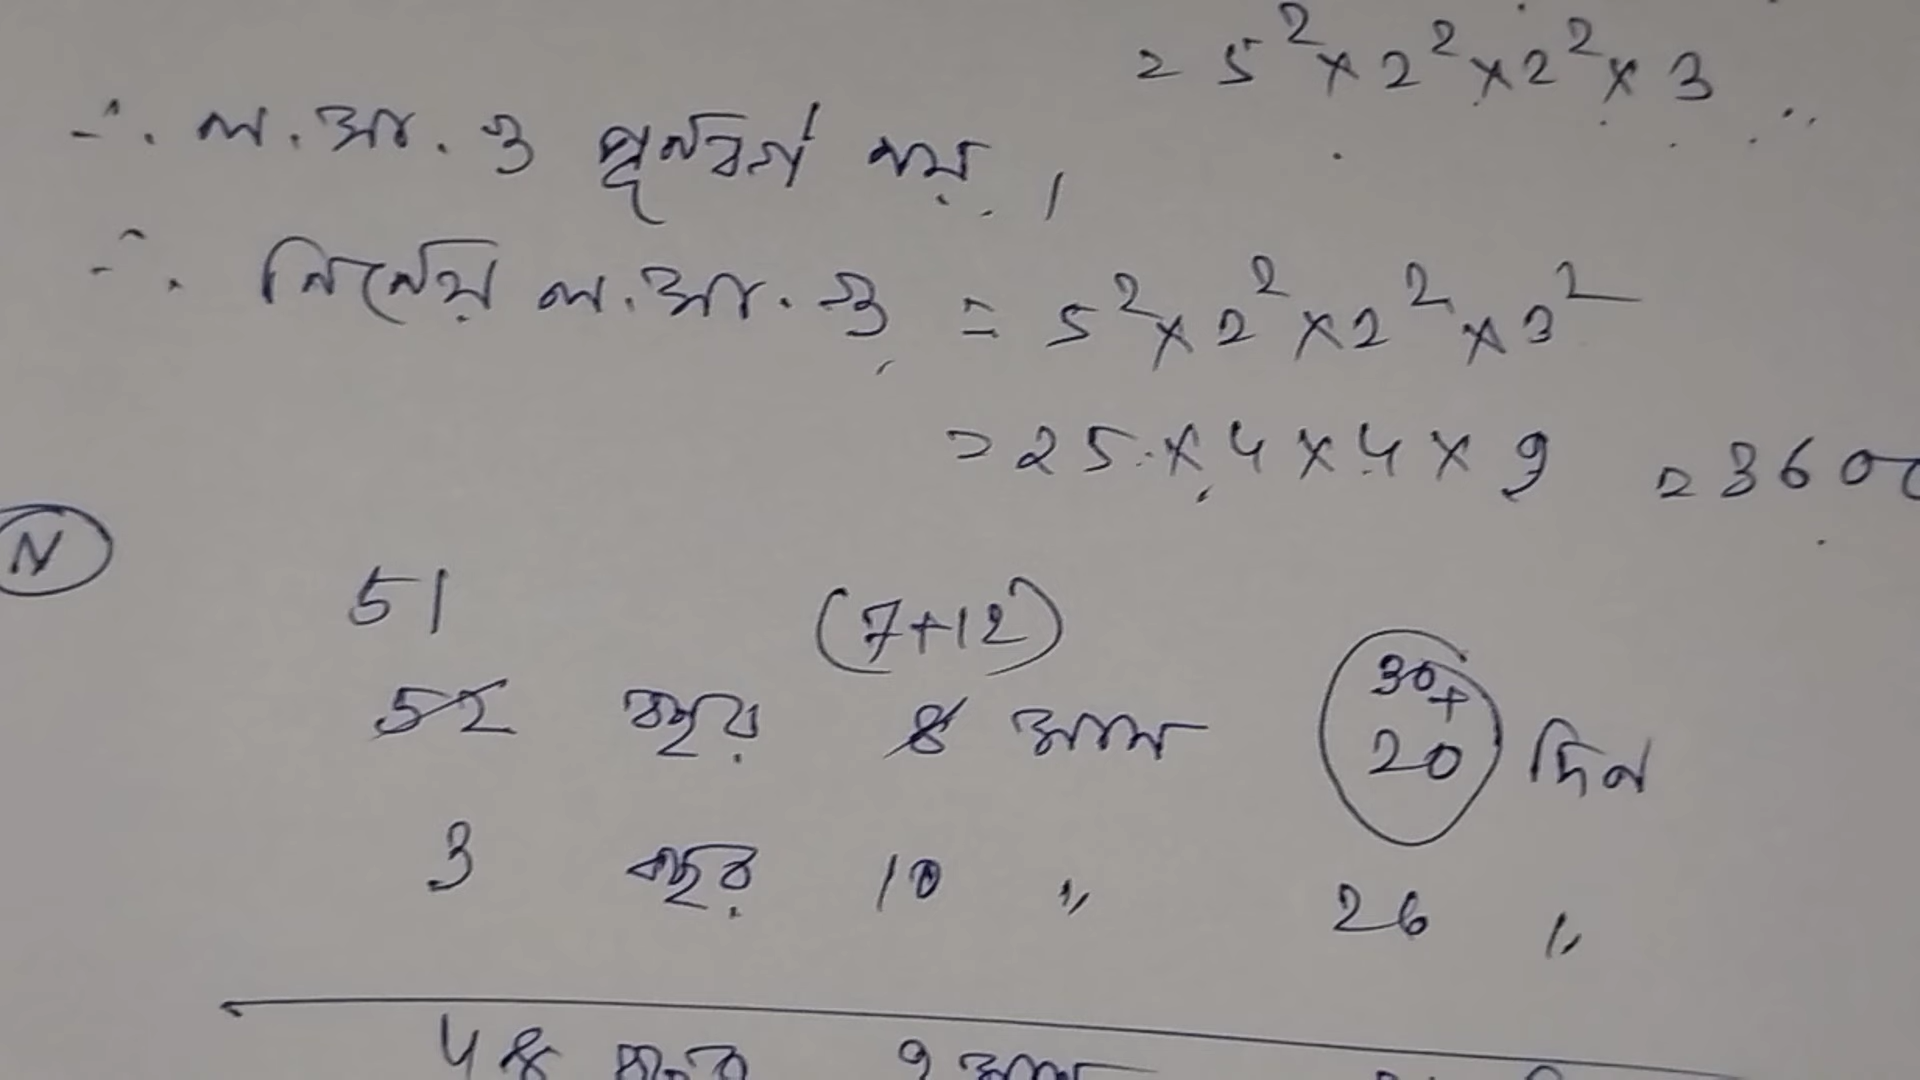 = 5² × 2² × 2² × 3
∴ ল.সা.গু পূর্ণবর্গ নয়।
∴ নির্ণেয় ল.সা.গু = 5² × 2² × 2² × 3²
= 25 × 4 × 4 × 9 = 3600
N
51 (7+12) 30+
52 বছর 8 মাস 20 দিন
3 বছর 10 " 26 "
48 বছর 9 মাস